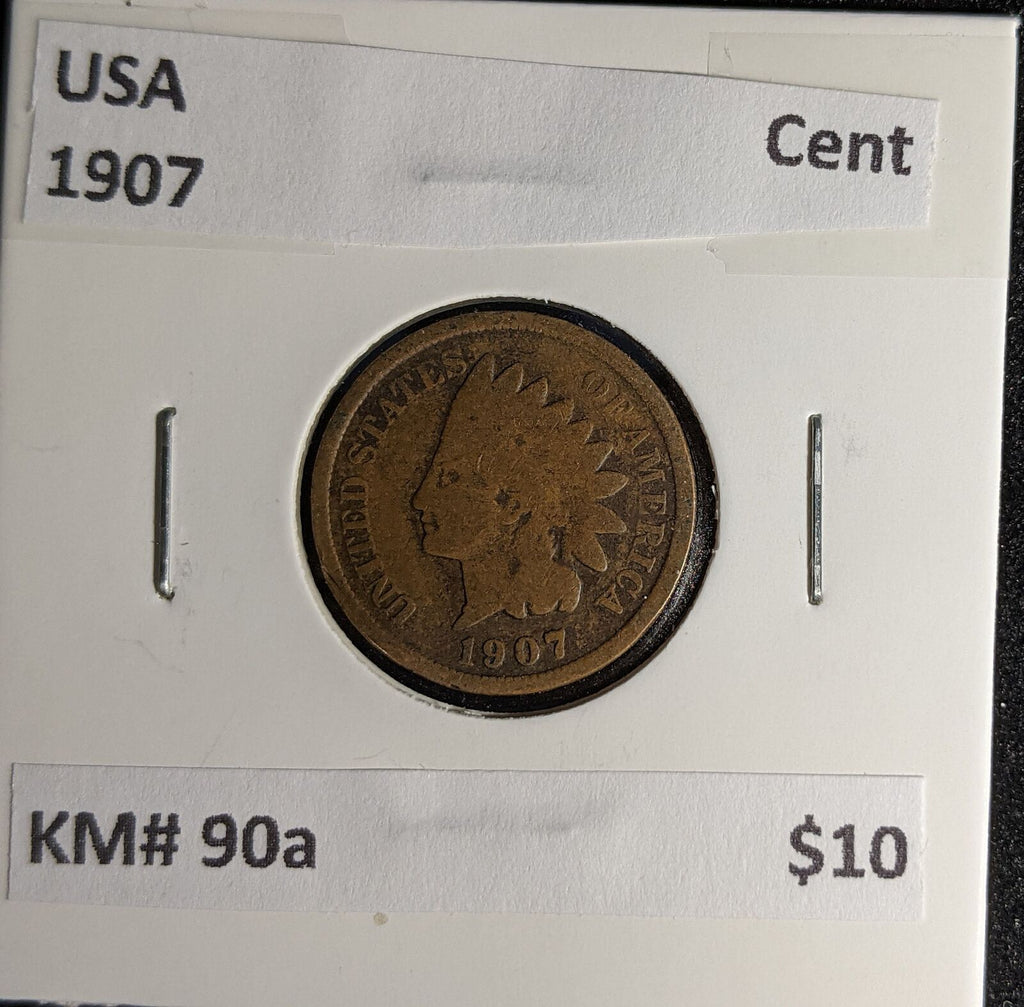 USA
Cent
1907
UNITED STATES OF AMERICA
1907
KM# 90a
$10